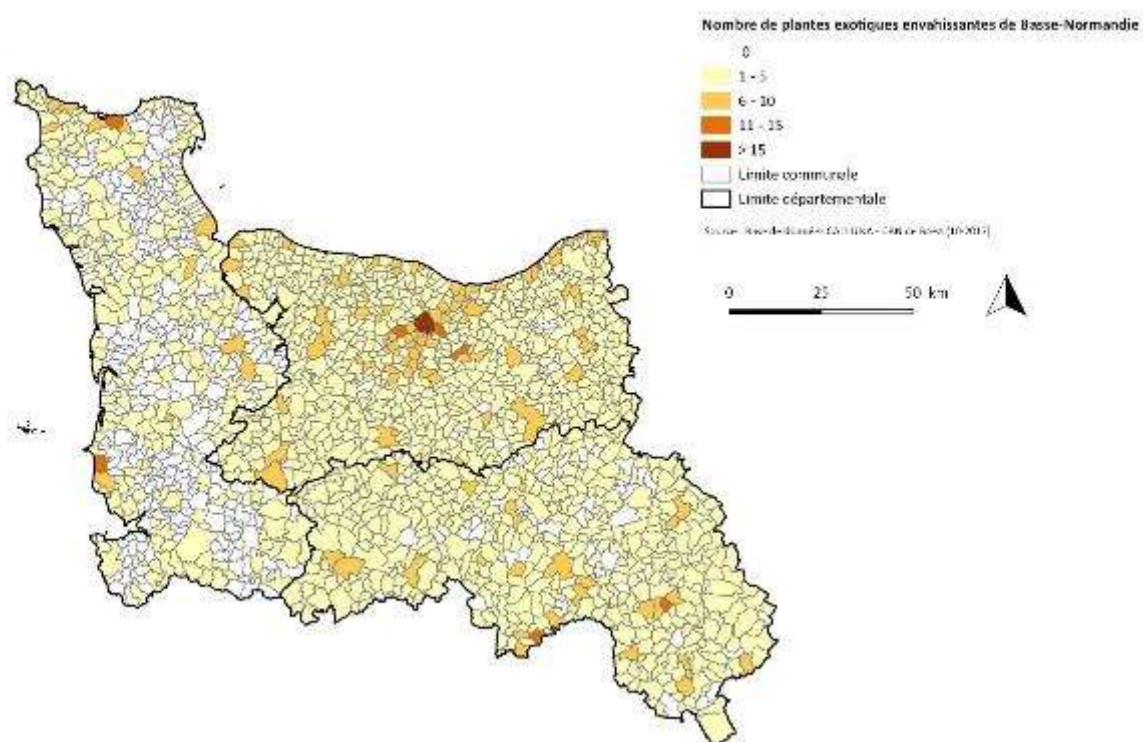 Nombre de plantes exotiques envahissantes de Basse-Normandie
0
1 - 5
6 - 10
11 - 15
> 15
Limite communale
Limite départementale
0 25 50 km